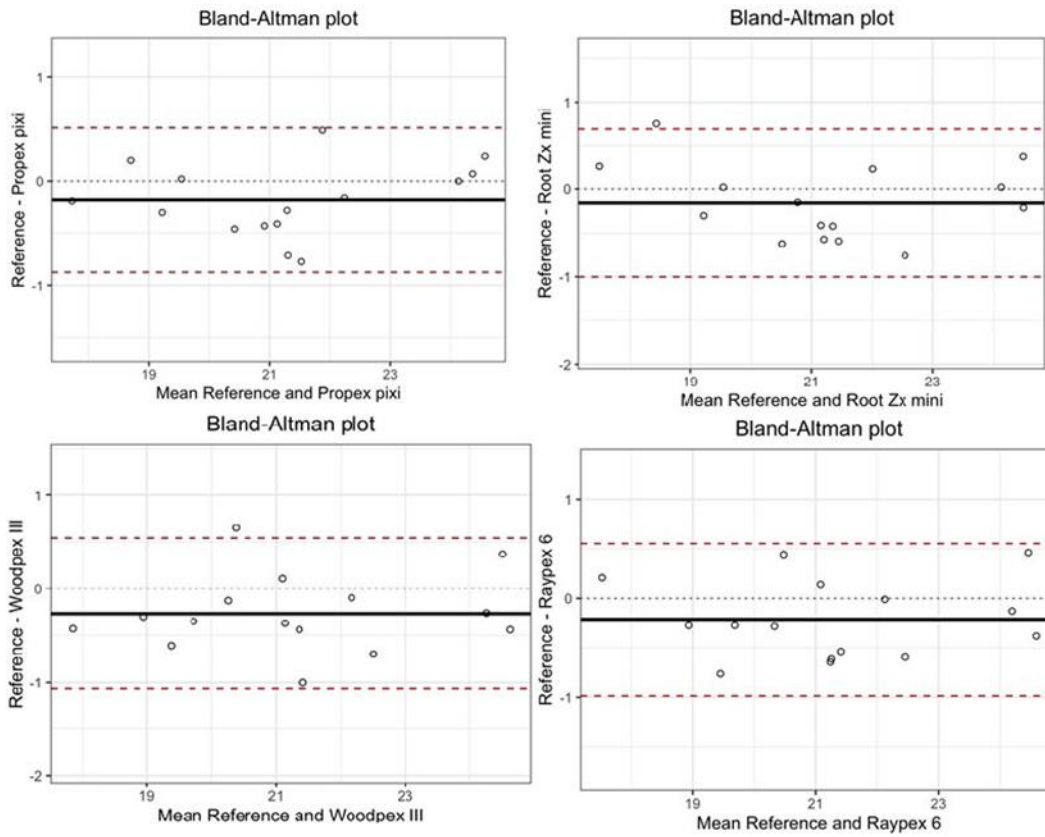 Bland-Altman plot
Reference - Propex pixi
1
0
-1
19
21
23
Mean Reference and Propex pixi
Bland-Altman plot
Reference - Root Zx mini
1
0
-1
-2
19
21
23
Mean Reference and Root Zx mini
Bland-Altman plot
Reference - Woodpex III
1
0
-1
-2
19
21
23
Mean Reference and Woodpex III
Bland-Altman plot
Reference - Raypex 6
1
0
-1
19
21
23
Mean Reference and Raypex 6